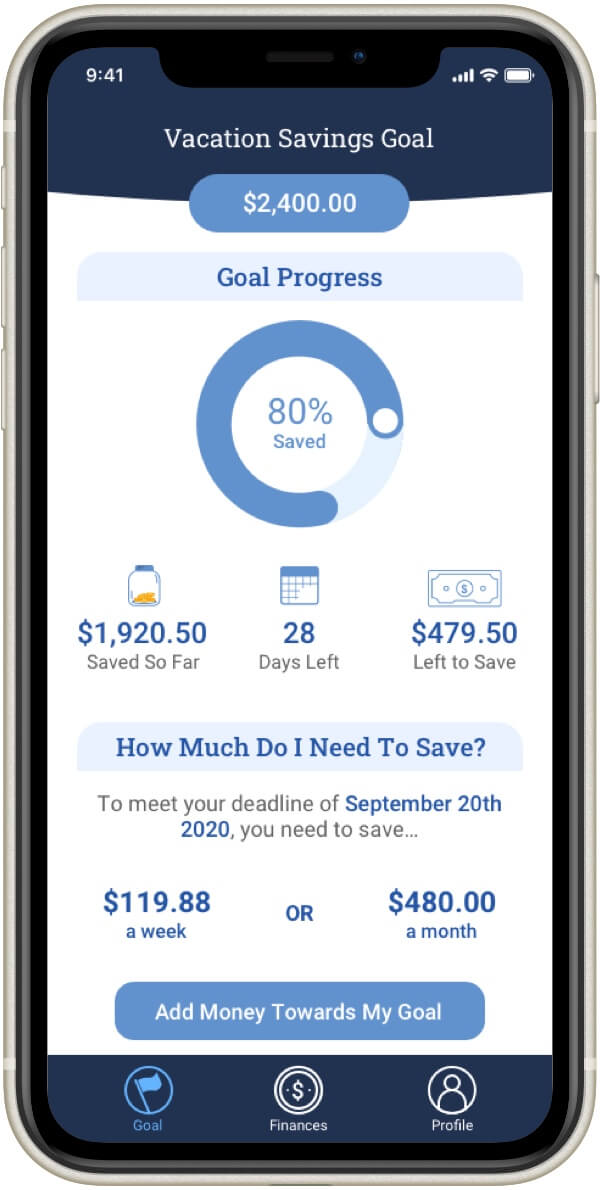 9:41
Vacation Savings Goal
$2,400.00
Goal Progress
80%
Saved
$1,920.50
Saved So Far
28
Days Left
$
$479.50
Left to Save
How Much Do I Need To Save?
To meet your deadline of September 20th
2020, you need to save...
$119.88
a week
OR
$480.00
a month
Add Money Towards My Goal
Goal
$
Finances
Profile